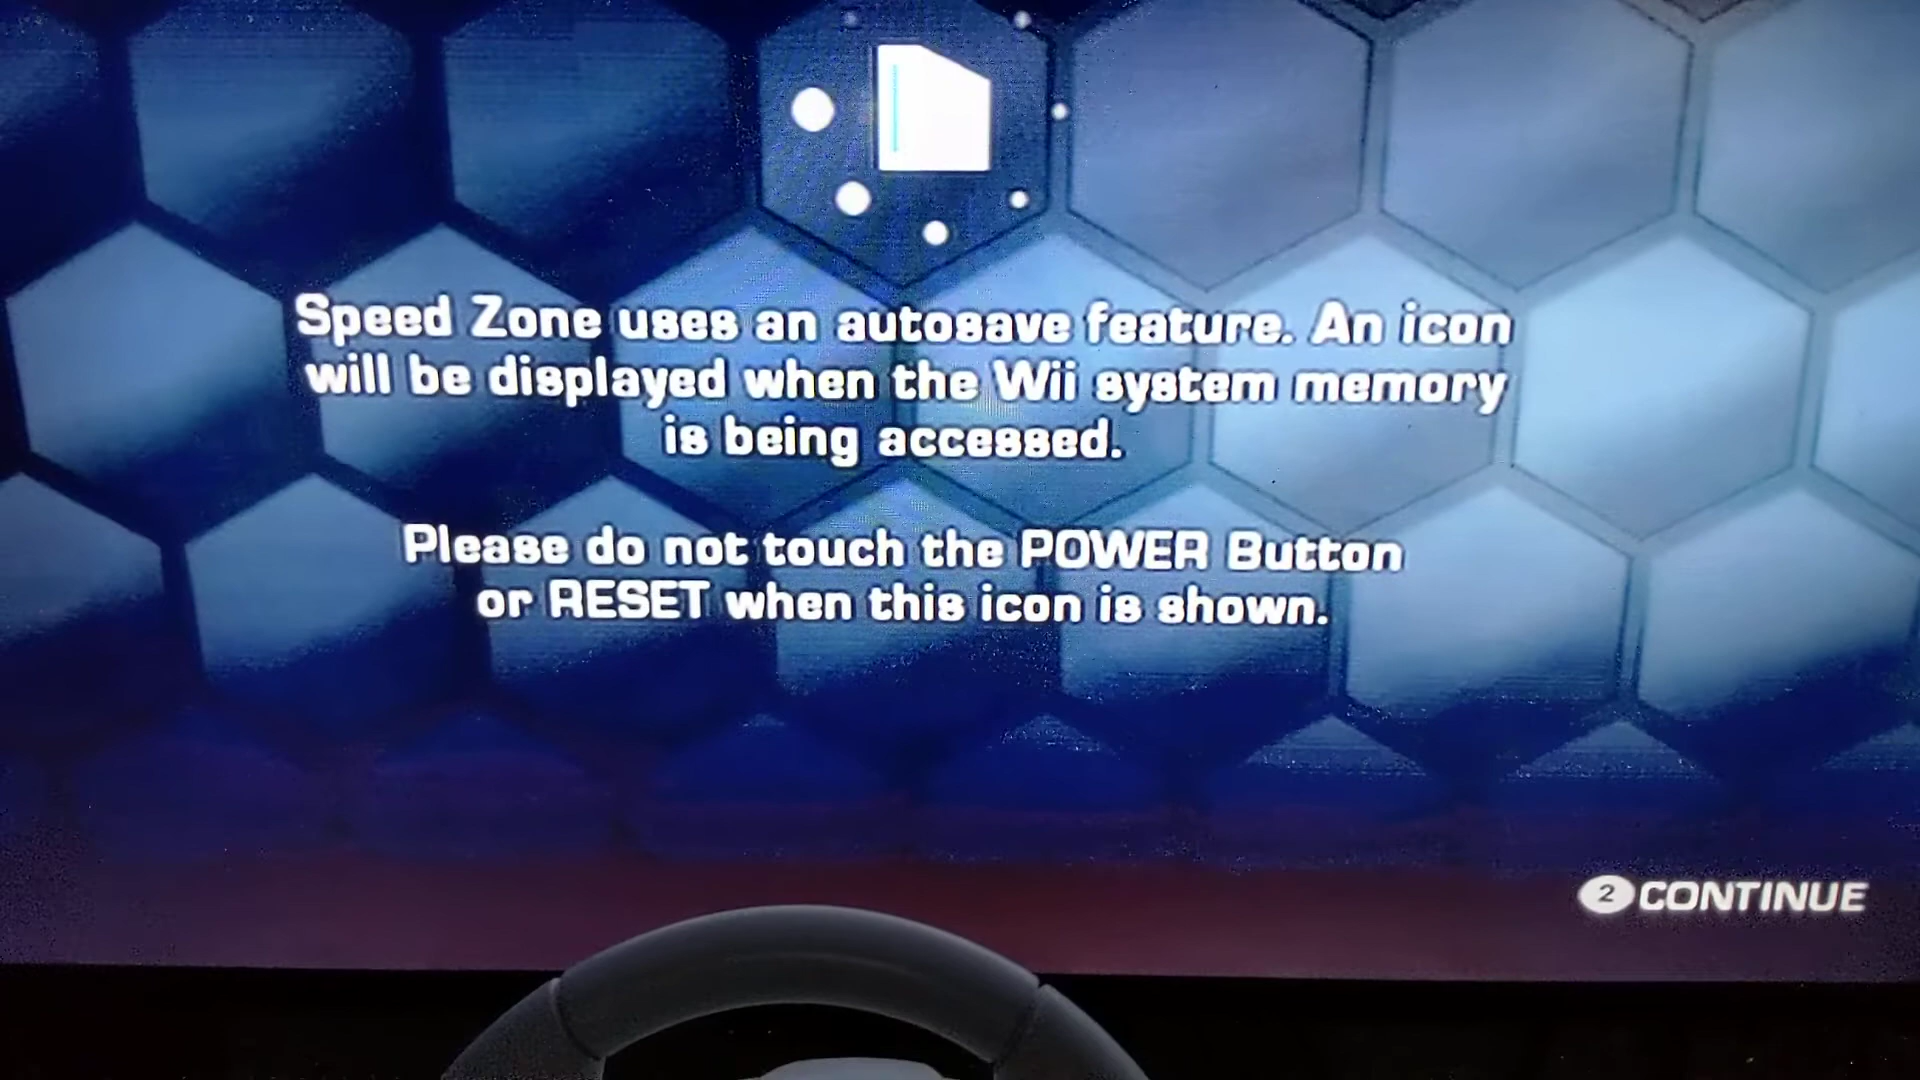 Speed Zone uses an autosave feature. An icon
will be displayed when the Wii system memory
is being accessed.
Please do not touch the POWER Button
or RESET when this icon is shown.
2 CONTINUE